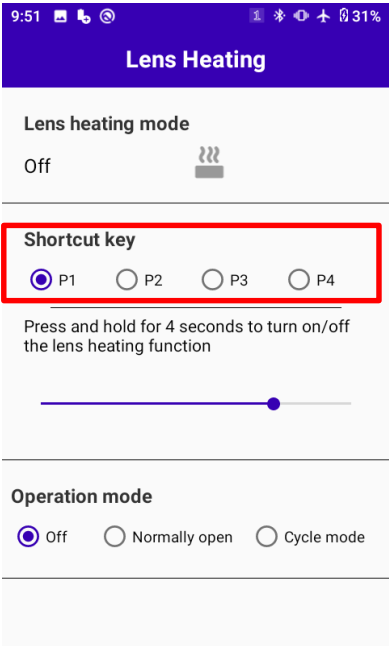 9:51 1 31%
Lens Heating
Lens heating mode
Off
Shortcut key
P1 P2 P3 P4
Press and hold for 4 seconds to turn on/off
the lens heating function
Operation mode
Off Normally open Cycle mode